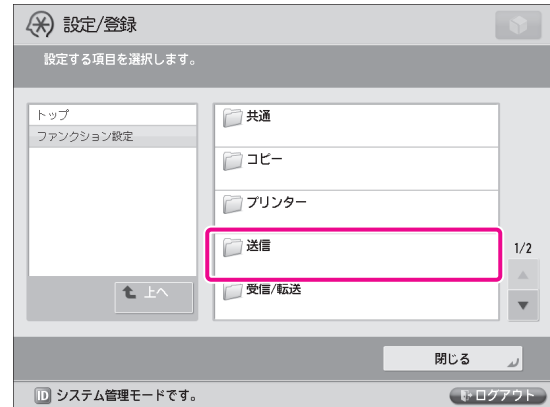 設定/登録
設定する項目を選択します。
トップ
ファンクション設定
上へ
共通
コピー
プリンター
送信
受信/転送
1/2
閉じる
ID システム管理モードです。
ログアウト